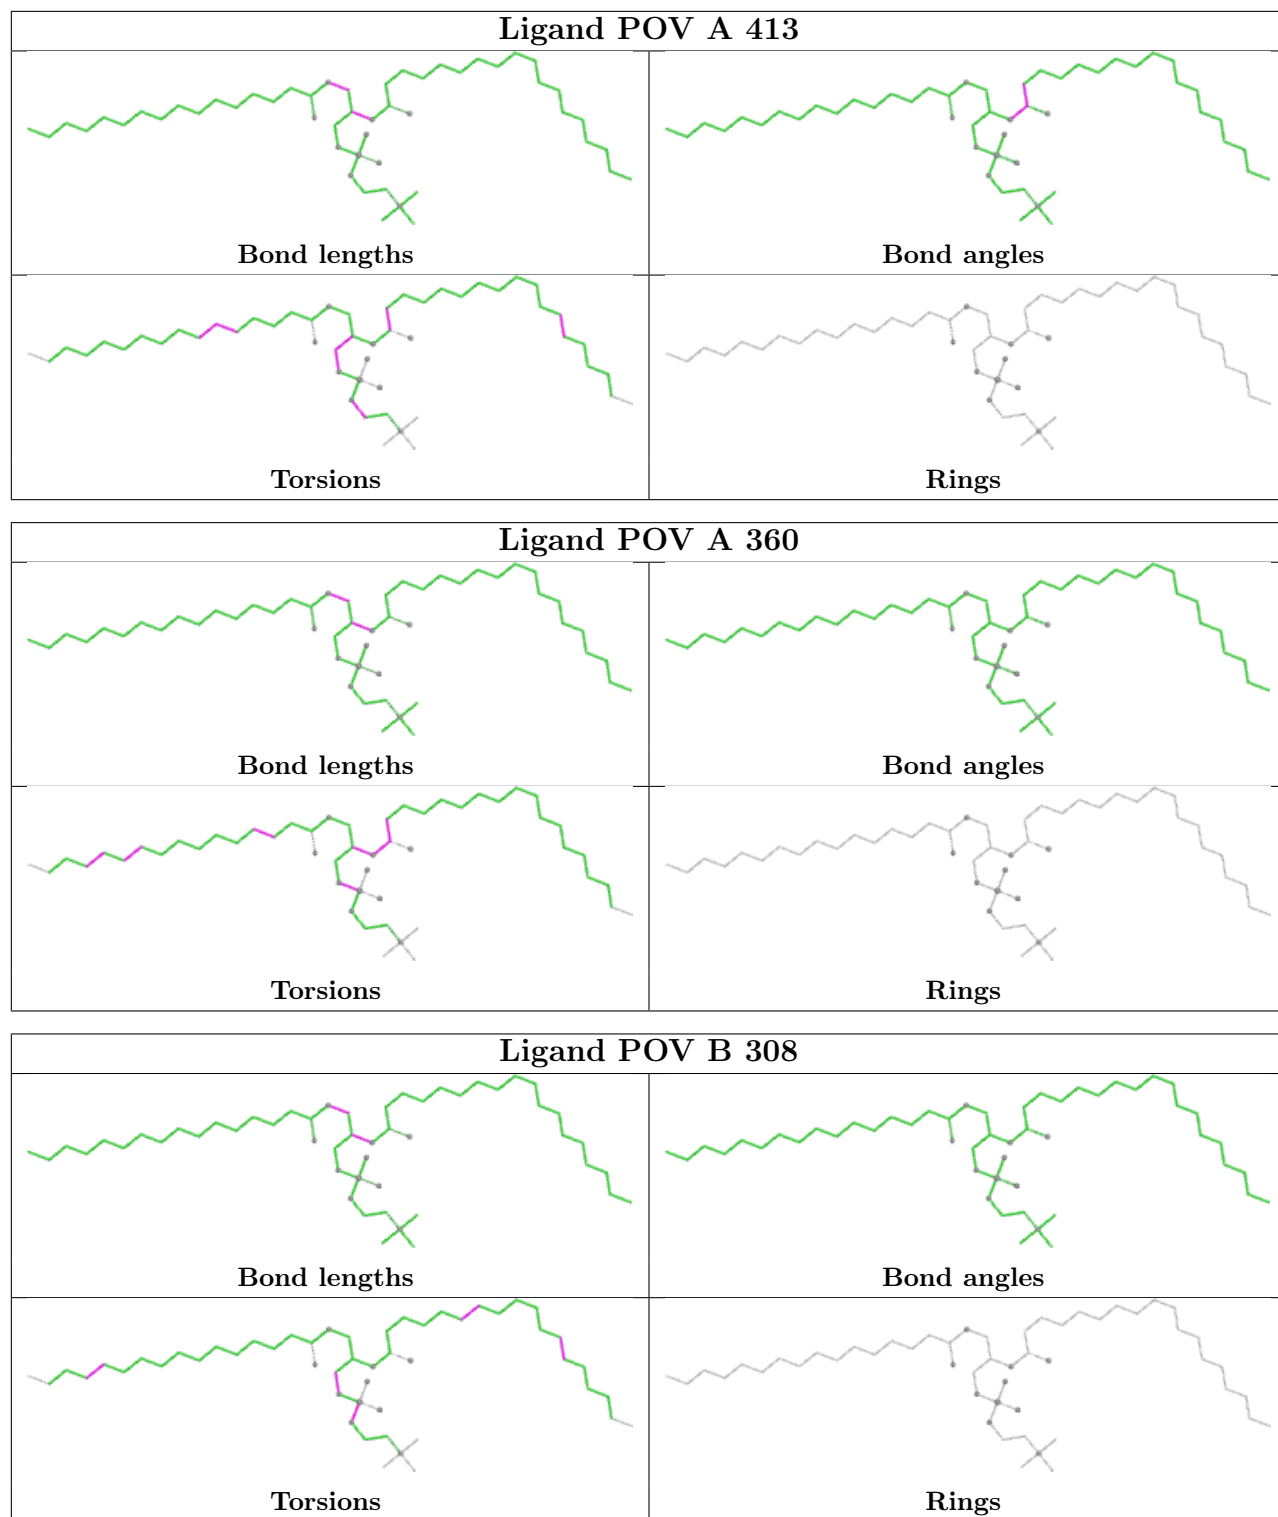 Ligand POV A 413
Bond lengths
Bond angles
Torsions
Rings
Ligand POV A 360
Bond lengths
Bond angles
Torsions
Rings
Ligand POV B 308
Bond lengths
Bond angles
Torsions
Rings